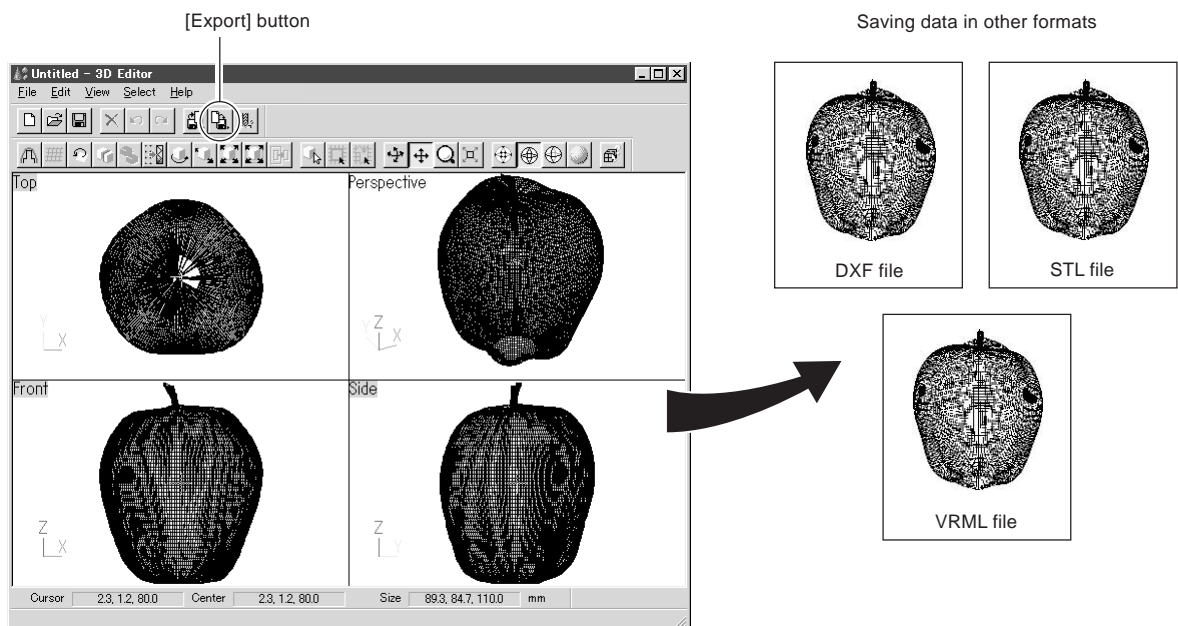 [Export] button
Saving data in other formats
Untitled - 3D Editor
File Edit View Select Help
Top
Perspective
Y
X
Z
Y
X
Front
Side
Z
X
Z
Y
Cursor 2.3, 1.2, 80.0 Center 2.3, 1.2, 80.0 Size 89.3, 84.7, 110.0 mm
DXF file
STL file
VRML file